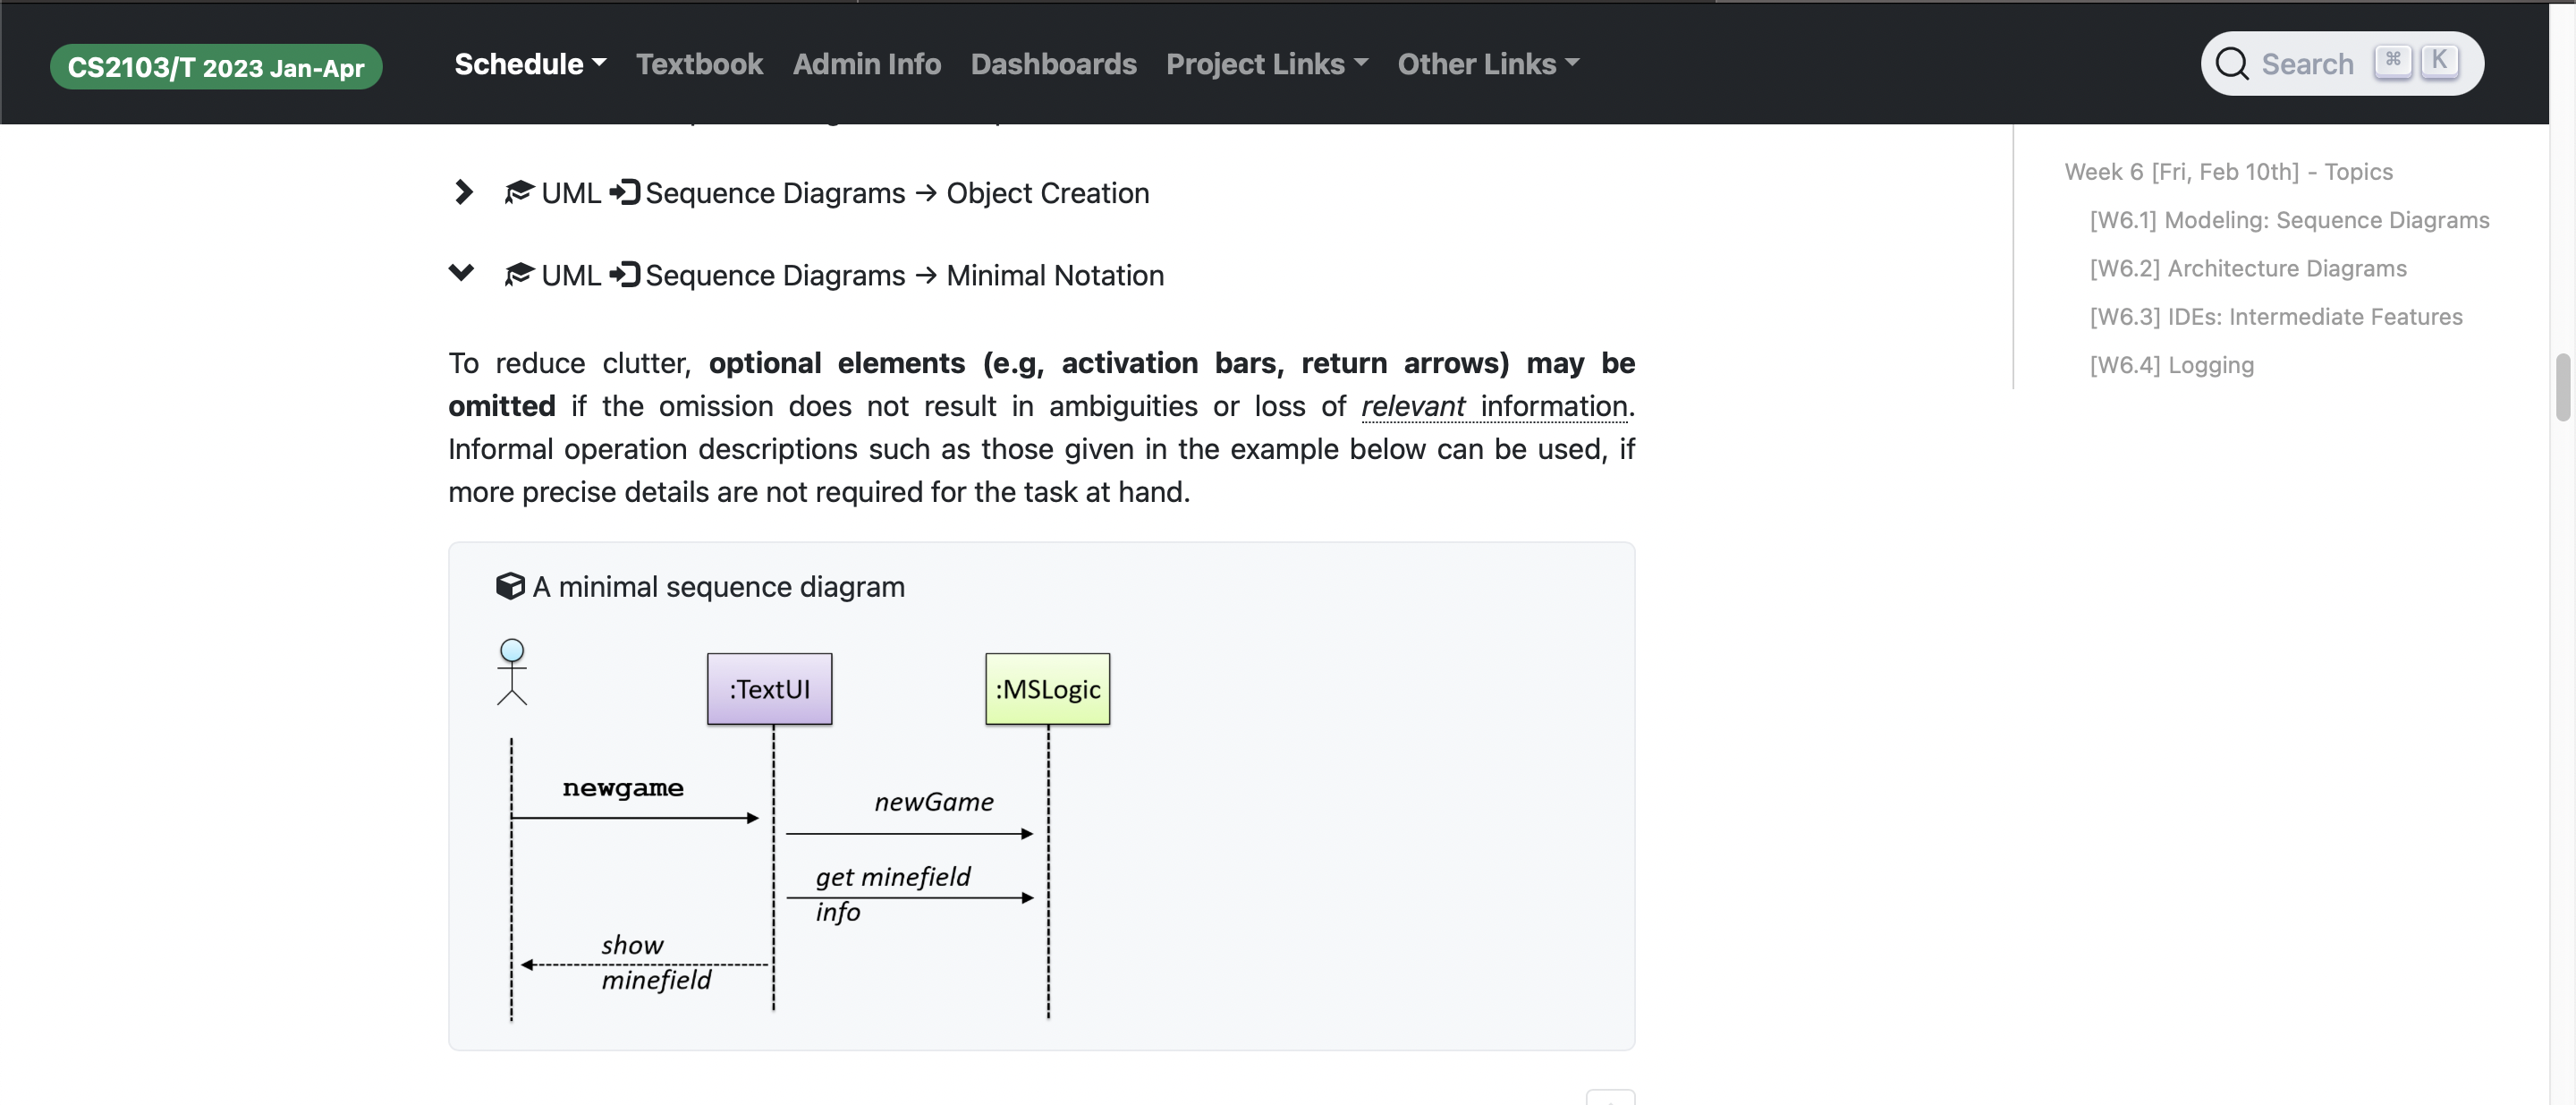 CS2103/T 2023 Jan-Apr
Schedule
Textbook
Admin Info
Dashboards
Project Links
Other Links
Search ⌘ K
UML Sequence Diagrams → Object Creation
UML Sequence Diagrams → Minimal Notation
To reduce clutter, optional elements (e.g, activation bars, return arrows) may be
omitted if the omission does not result in ambiguities or loss of relevant information.
Informal operation descriptions such as those given in the example below can be used, if
more precise details are not required for the task at hand.
A minimal sequence diagram
:TextUI
:MSLogic
newgame
newGame
get minefield
info
show
minefield
Week 6 [Fri, Feb 10th] - Topics
[W6.1] Modeling: Sequence Diagrams
[W6.2] Architecture Diagrams
[W6.3] IDEs: Intermediate Features
[W6.4] Logging